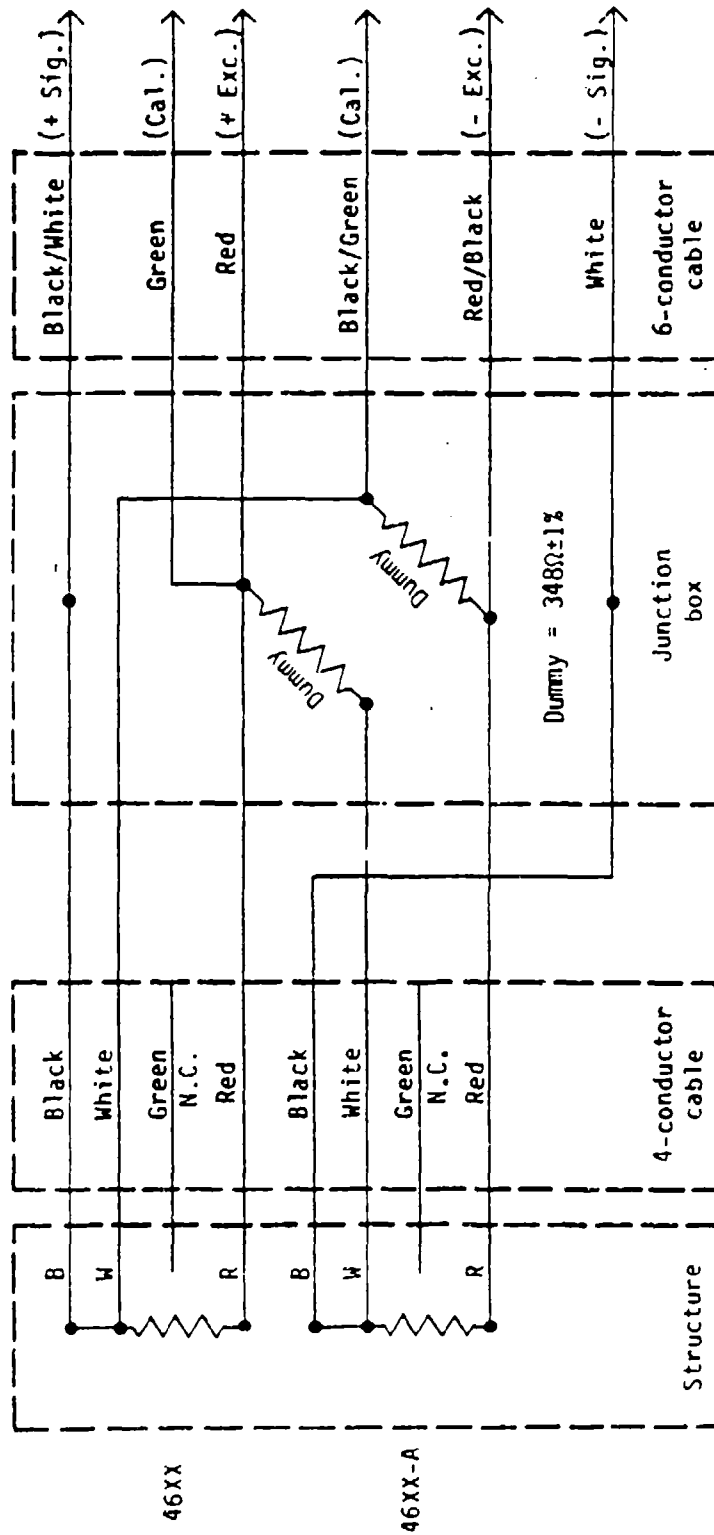 46XX
46XX-A
B
W
R
B
W
R
Structure
Black
White
Green
N.C.
Red
Black
White
Green
N.C.
Red
4-conductor
cable
Dummy
Dummy
Dummy = 348Ω±1%
Junction
box
Black/White
Green
Red
Black/Green
Red/Black
White
6-conductor
cable
(+ Sig.)
(Cal.)
(+ Exc.)
(Cal.)
(- Exc.)
(- Sig.)